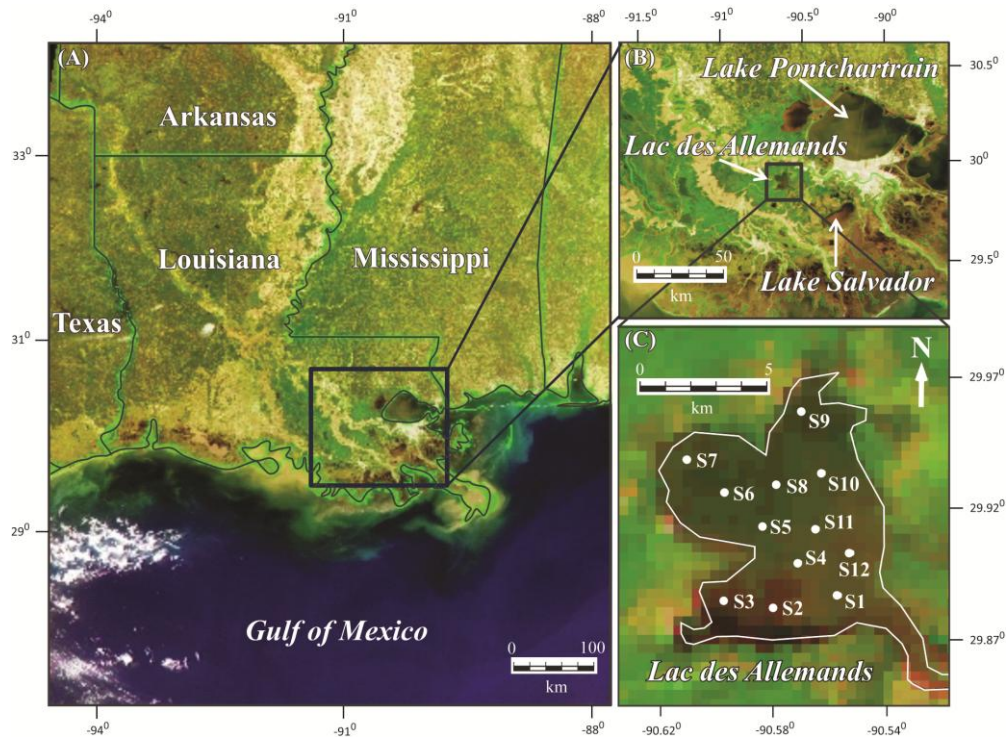 -94⁰
-91⁰
-88⁰
(A)
Arkansas
33⁰
Louisiana
Mississippi
Texas
31⁰
29⁰
Gulf of Mexico
0 100
km
-94⁰
-91⁰
-88⁰
-91⁰
-90.5⁰
-90⁰
(B)
Lake Pontchartrain
30.5⁰
Lac des Allemands
30⁰
0 50
km
Lake Salvador
29.5⁰
(C)
N
0 5
km
29.97⁰
S9
S7
S8
S10
S6
29.92⁰
S5
S11
S4
S12
S3
S2
S1
29.87⁰
Lac des Allemands
-90.62⁰
-90.58⁰
-90.54⁰